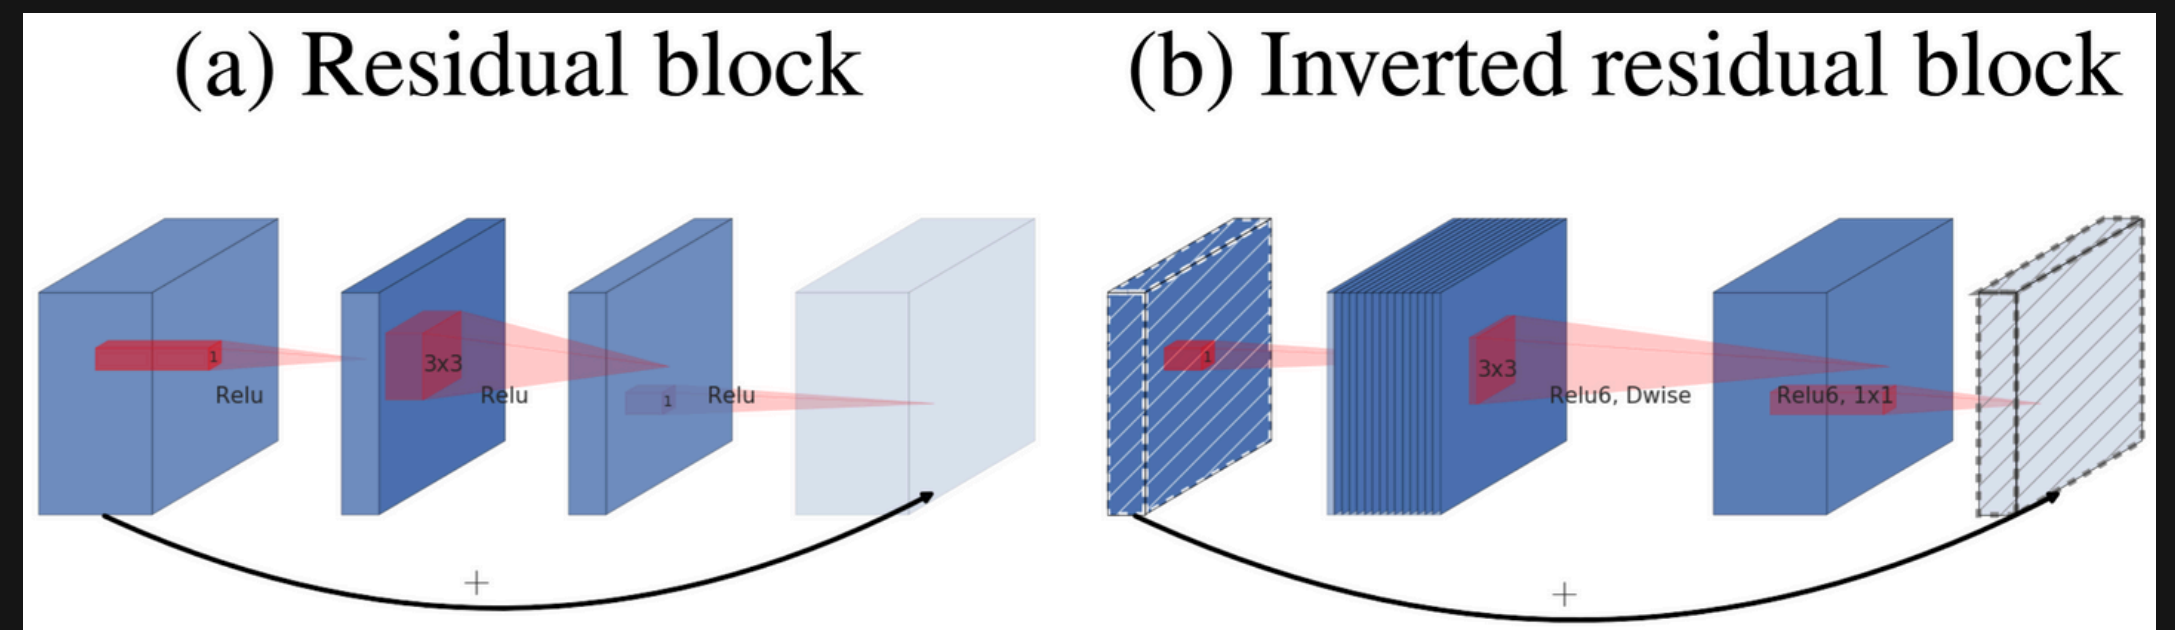 (a) Residual block
1
Relu
3x3
Relu
1
Relu
+
(b) Inverted residual block
1
3x3
Relu6, Dwise
Relu6, 1x1
+